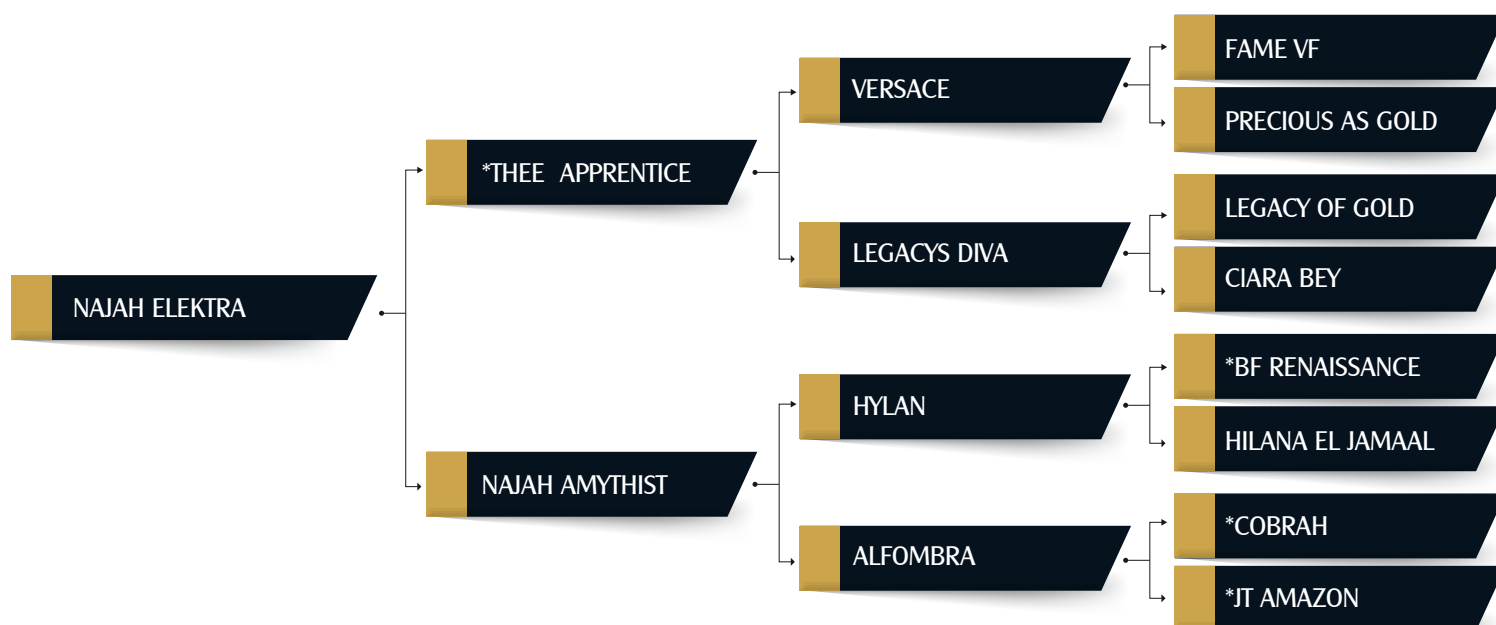 FAME VF
VERSACE
PRECIOUS AS GOLD
*THEE APPRENTICE
LEGACY OF GOLD
LEGACYS DIVA
CIARA BEY
NAJAH ELEKTRA
*BF RENAISSANCE
HYLAN
HILANA EL JAMAAL
NAJAH AMYTHIST
*COBRAH
ALFOMBRA
*JT AMAZON